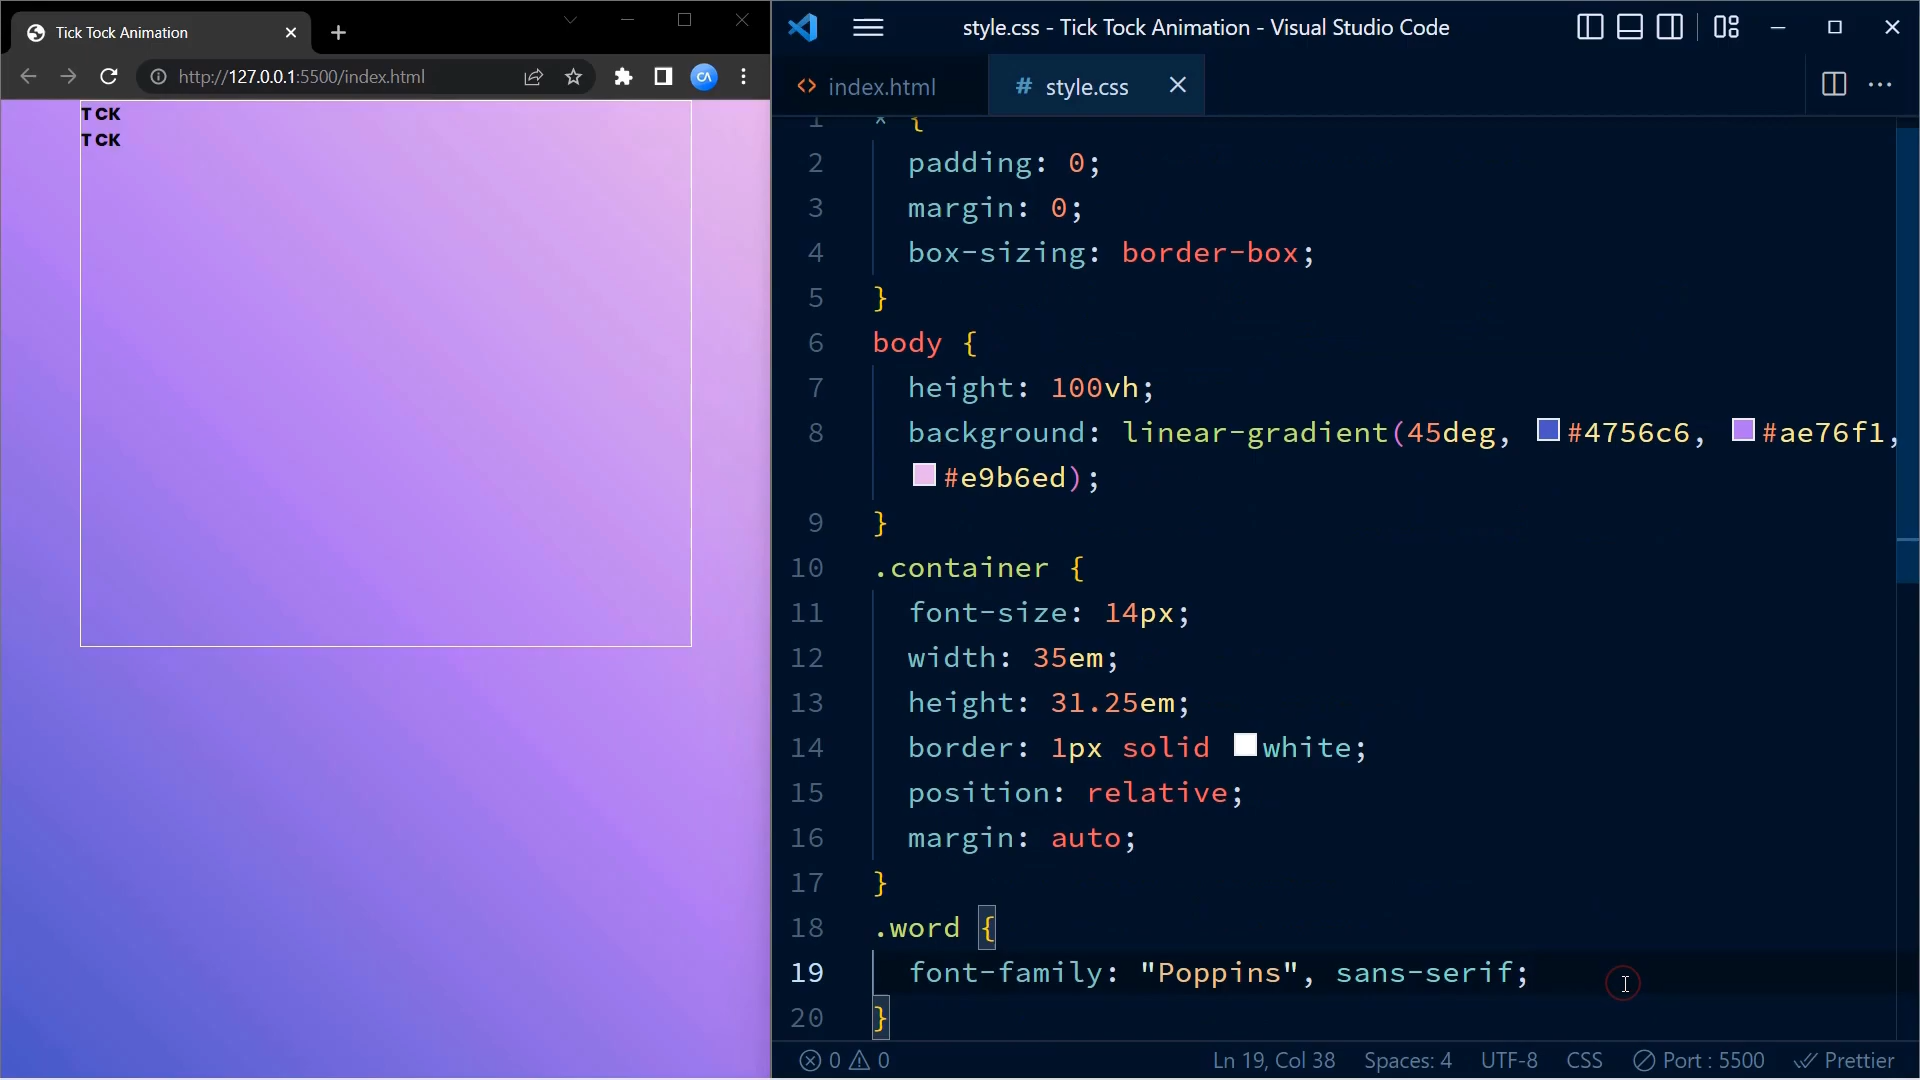 Tick Tock Animation
http://127.0.0.1:5500/index.html
CA
T CK
T CK
style.css - Tick Tock Animation - Visual Studio Code
index.html
# style.css
1 * {
2 padding: 0;
3 margin: 0;
4 box-sizing: border-box;
5 }
6 body {
7 height: 100vh;
8 background: linear-gradient(45deg, #4756c6, #ae76f1,
#e9b6ed);
9 }
10 .container {
11 font-size: 14px;
12 width: 35em;
13 height: 31.25em;
14 border: 1px solid white;
15 position: relative;
16 margin: auto;
17 }
18 .word {
19 font-family: "Poppins", sans-serif;
20 }
0 0 Ln 19, Col 38 Spaces: 4 UTF-8 CSS Port : 5500 Prettier